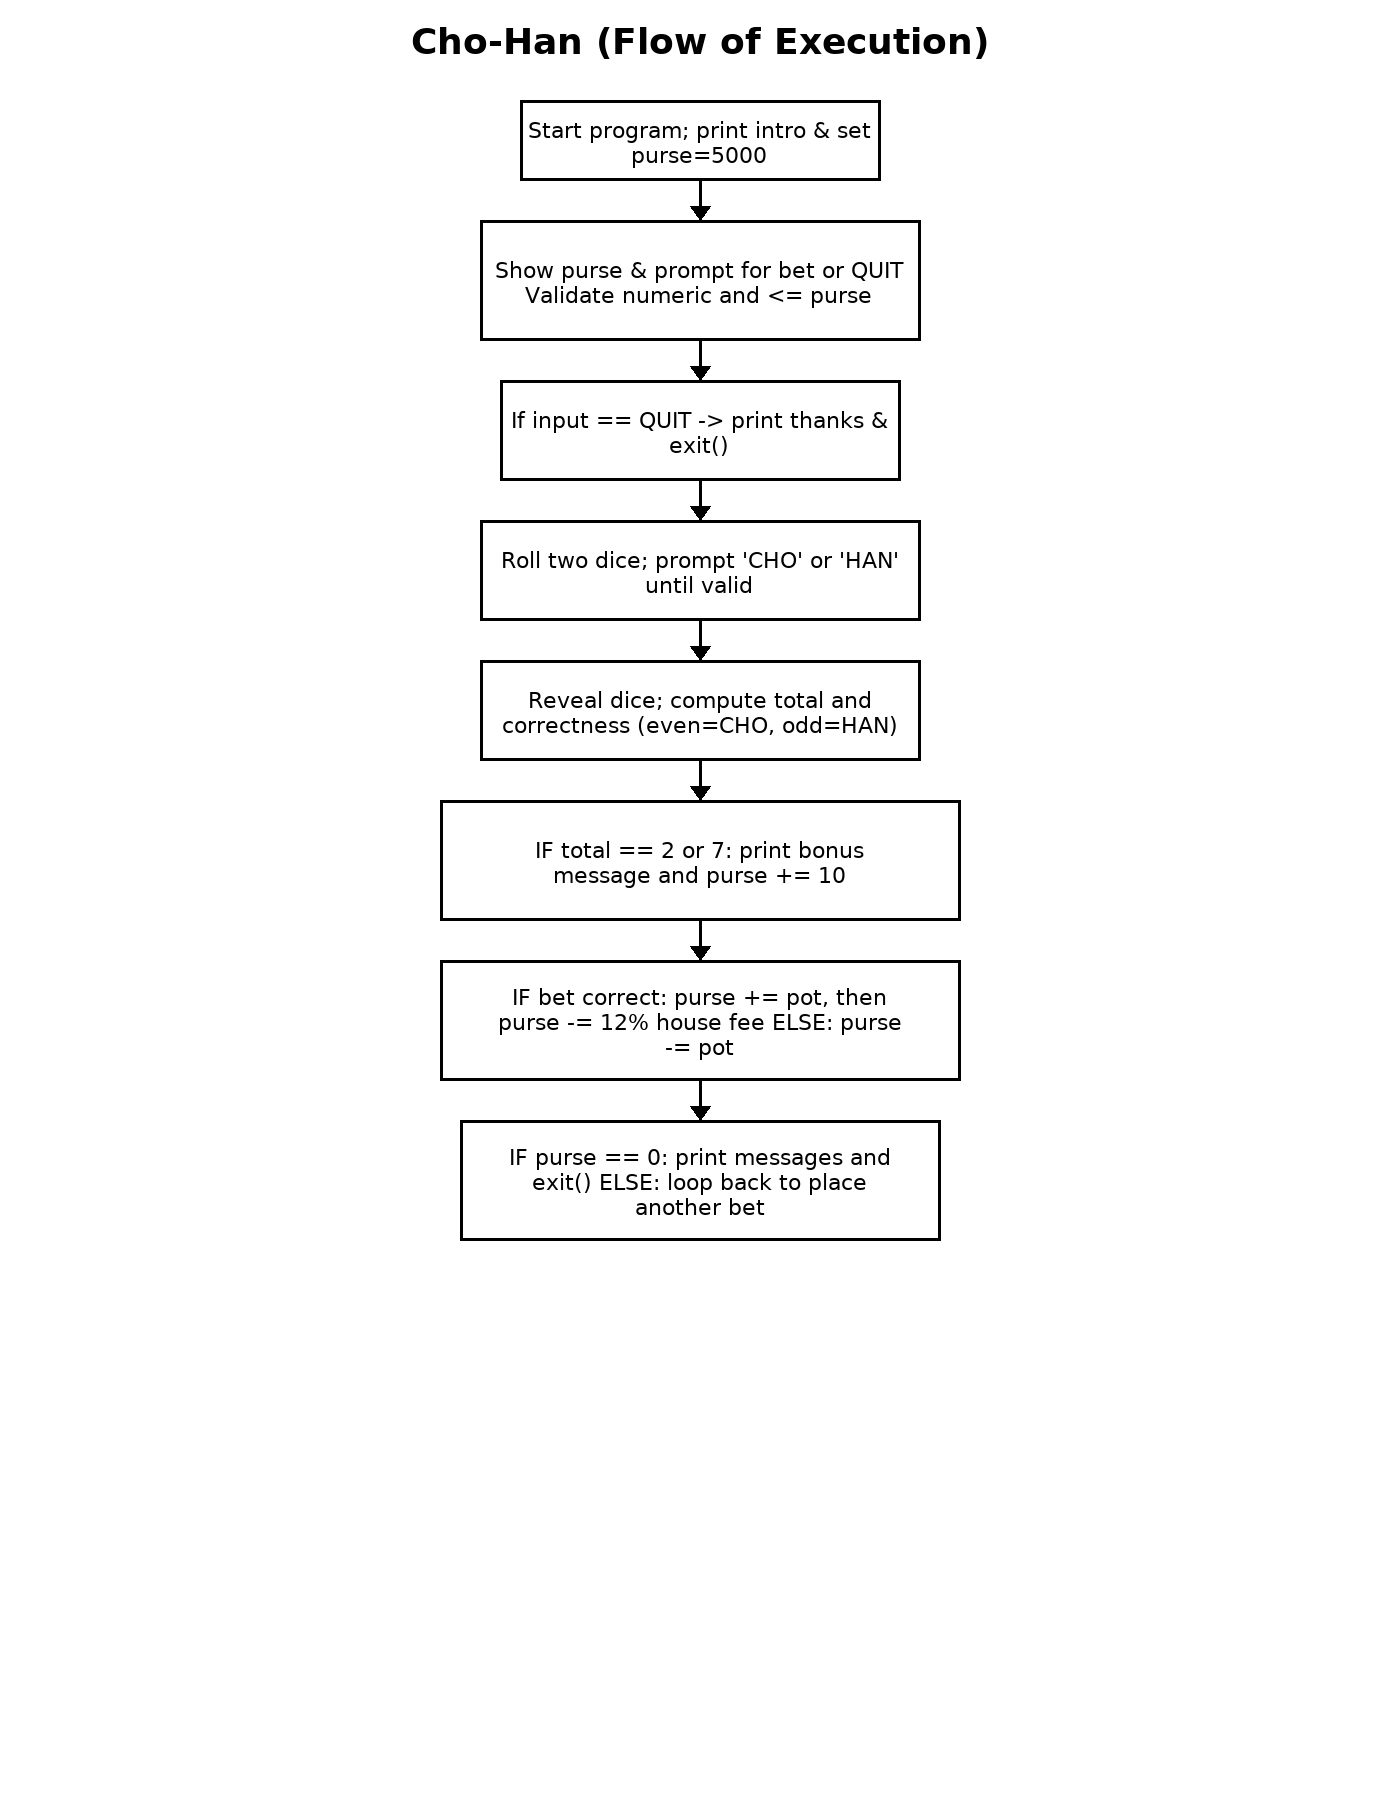 Cho-Han (Flow of Execution)
Start program; print intro & set
purse=5000
Show purse & prompt for bet or QUIT
Validate numeric and <= purse
If input == QUIT -> print thanks &
exit()
Roll two dice; prompt 'CHO' or 'HAN'
until valid
Reveal dice; compute total and
correctness (even=CHO, odd=HAN)
IF total == 2 or 7: print bonus
message and purse += 10
IF bet correct: purse += pot, then
purse -= 12% house fee ELSE: purse
-= pot
IF purse == 0: print messages and
exit() ELSE: loop back to place
another bet